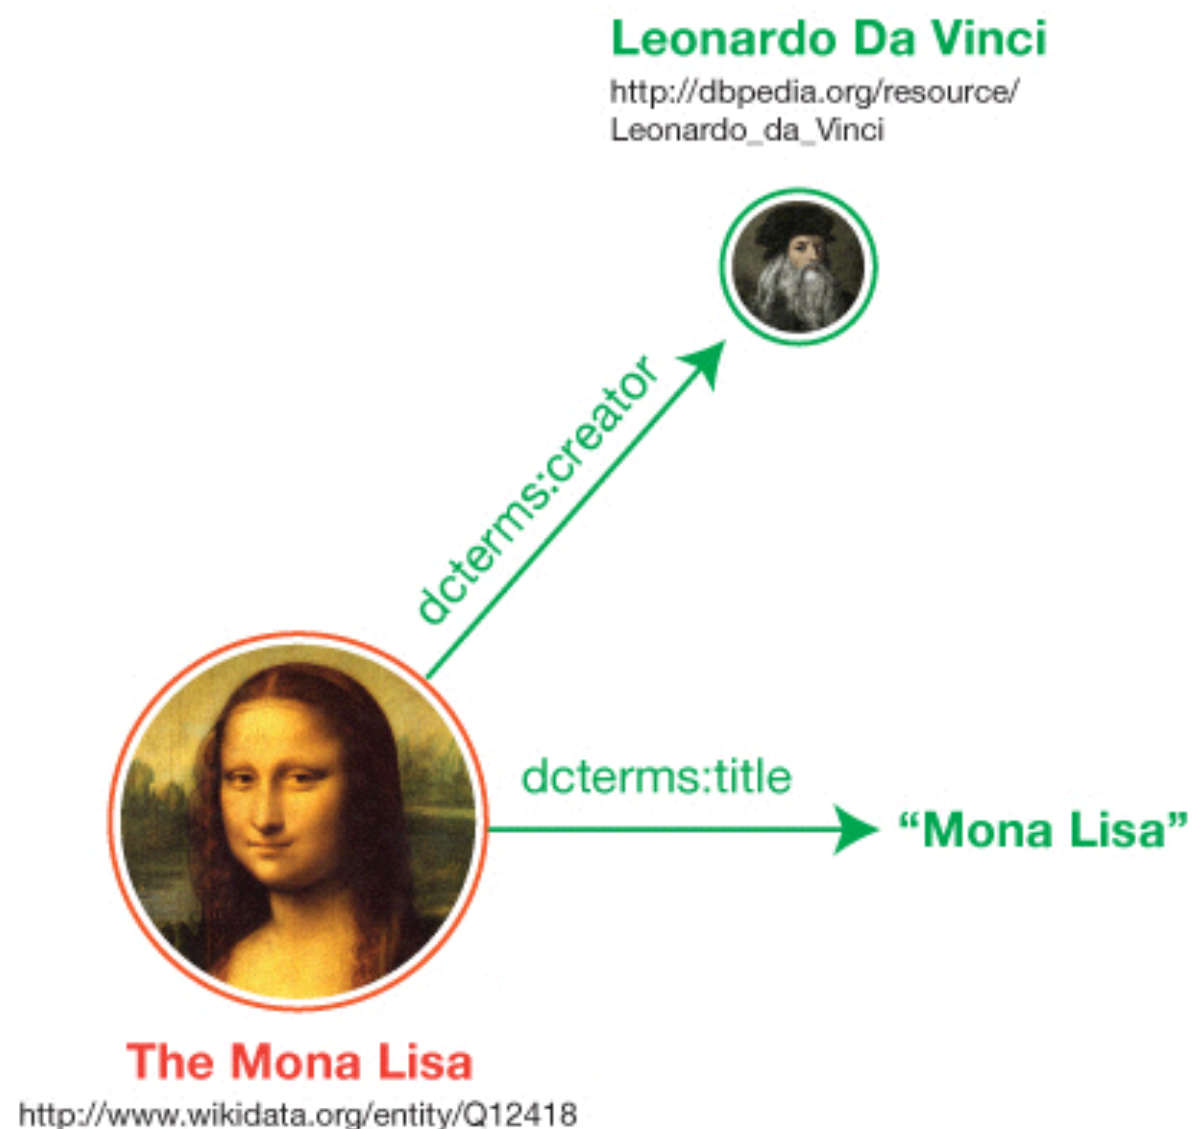 Leonardo Da Vinci
http://dbpedia.org/resource/
Leonardo_da_Vinci
dcterms:creator
dcterms:title
“Mona Lisa”
The Mona Lisa
http://www.wikidata.org/entity/Q12418